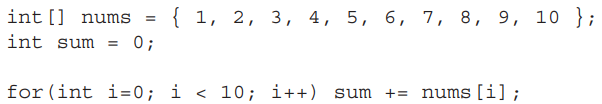 int[] nums = { 1, 2, 3, 4, 5, 6, 7, 8, 9, 10 };
int sum = 0;
for(int i=0; i < 10; i++) sum += nums[i];